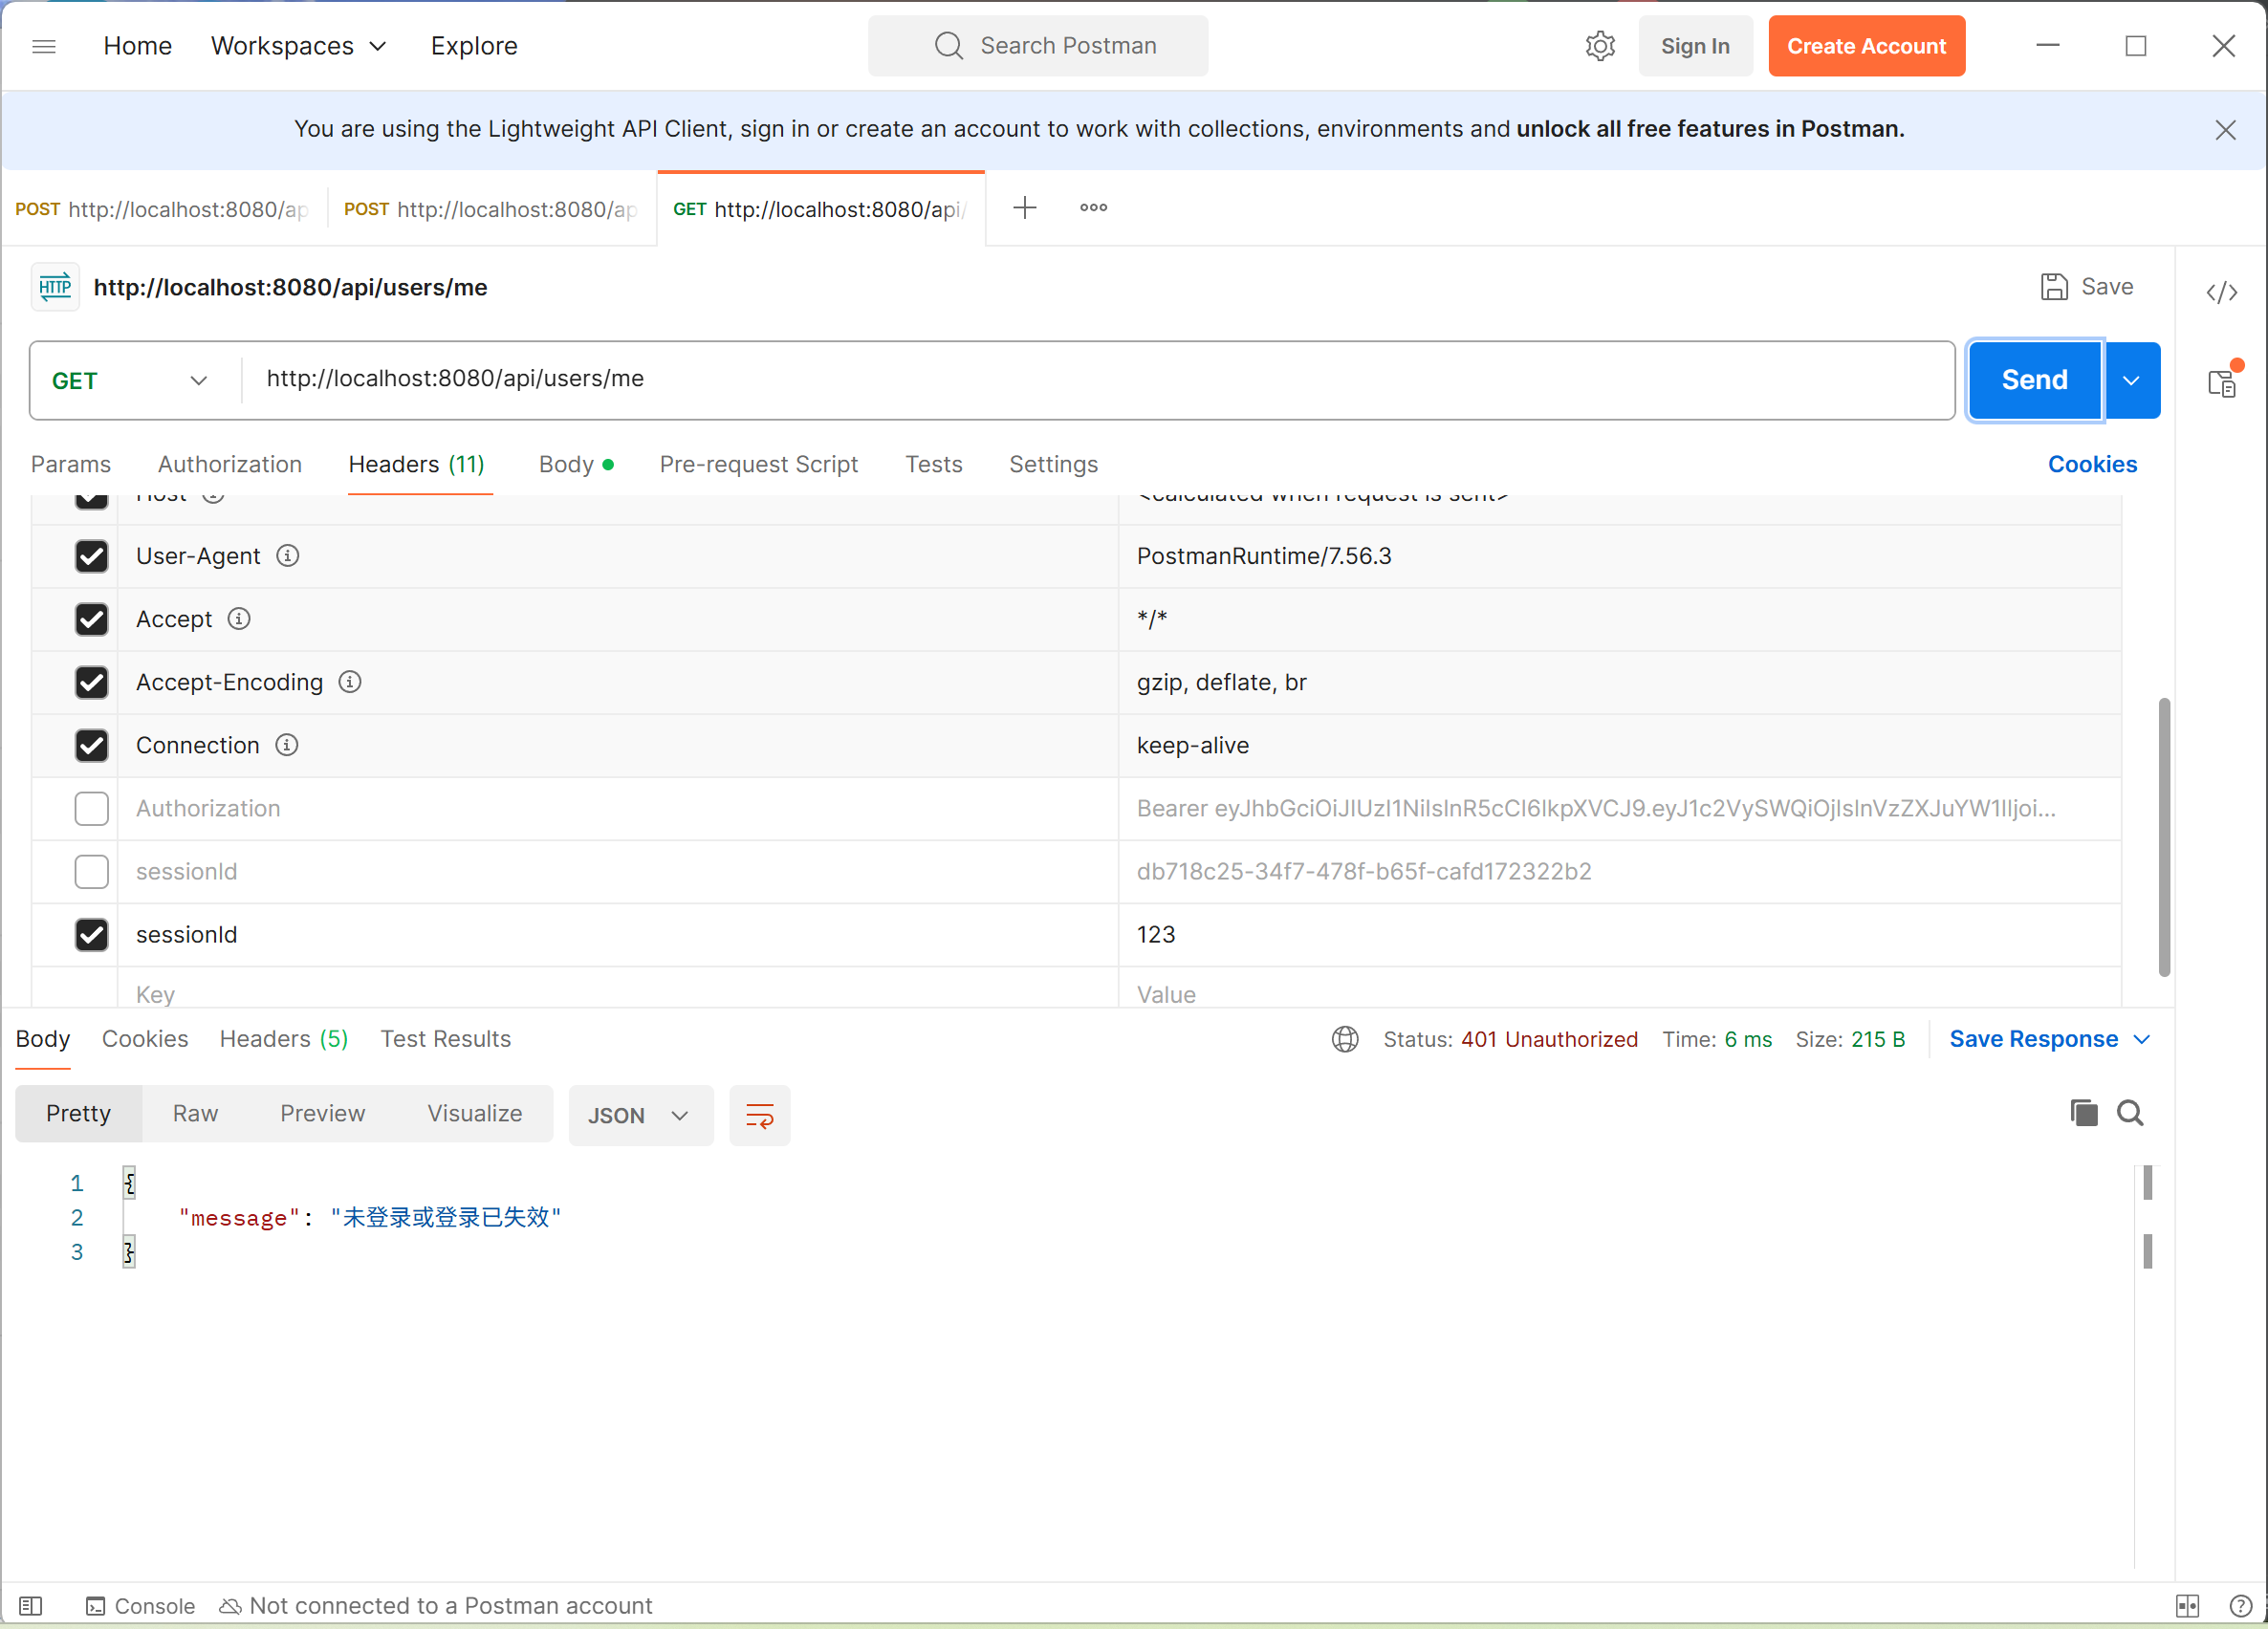 Home Workspaces Explore Search Postman Sign In Create Account
You are using the Lightweight API Client, sign in or create an account to work with collections, environments and unlock all free features in Postman.
POST http://localhost:8080/ap POST http://localhost:8080/ap GET http://localhost:8080/api/
HTTP http://localhost:8080/api/users/me Save
GET http://localhost:8080/api/users/me Send
Params Authorization Headers (11) Body Pre-request Script Tests Settings Cookies
Host <calculated when request is sent>
User-Agent PostmanRuntime/7.56.3
Accept */*
Accept-Encoding gzip, deflate, br
Connection keep-alive
Authorization Bearer eyJhbGciOiJIUzI1NiIsInR5cCI6IkpXVCJ9.eyJ1c2VySWQiOjIsInVzZXJuYW1lIjoi...
sessionId db718c25-34f7-478f-b65f-cafd172322b2
sessionId 123
Key Value
Body Cookies Headers (5) Test Results Status: 401 Unauthorized Time: 6 ms Size: 215 B Save Response
Pretty Raw Preview Visualize JSON
1 {
2 "message": "未登录或登录已失效"
3 }
Console Not connected to a Postman account